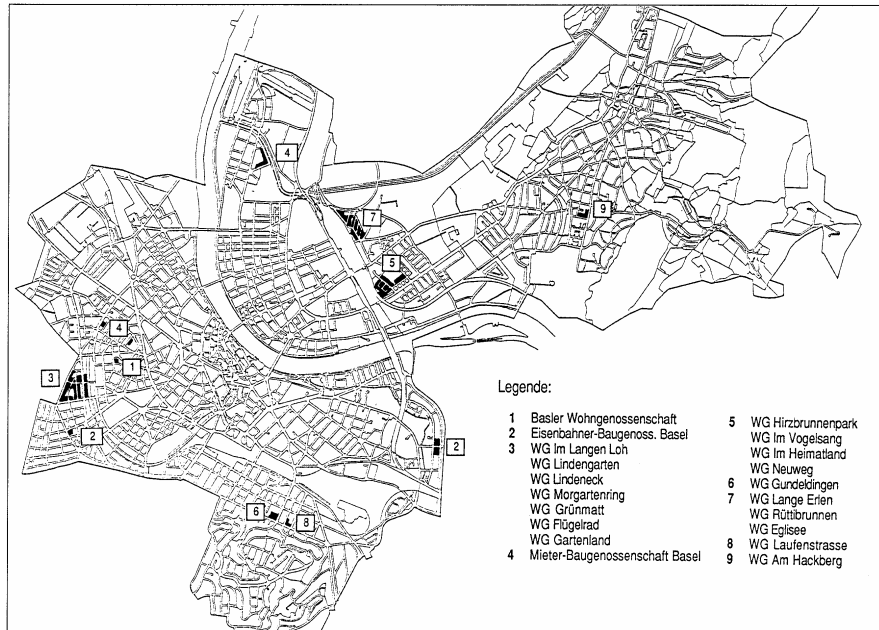 4
7
9
5
4
1
3
2
2
6
8
Legende:
1 Basler Wohngenossenschaft
2 Eisenbahner-Baugenoss. Basel
3 WG Im Langen Loh
WG Lindengarten
WG Lindeneck
WG Morgartenring
WG Grünmatt
WG Flügelrad
WG Gartenland
4 Mieter-Baugenossenschaft Basel
5 WG Hirzbrunnenpark
WG Im Vogelsang
WG Im Heimatland
WG Neuweg
6 WG Gundeldingen
7 WG Lange Erlen
WG Rüttibrunnen
WG Eglisee
8 WG Laufenstrasse
9 WG Am Hackberg